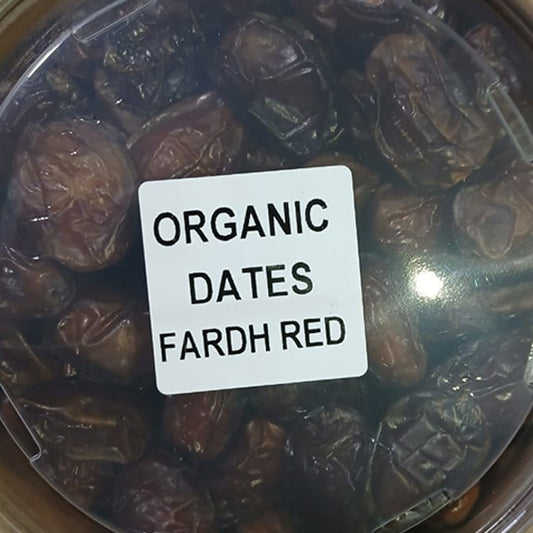 ORGANIC
DATES
FARDH RED